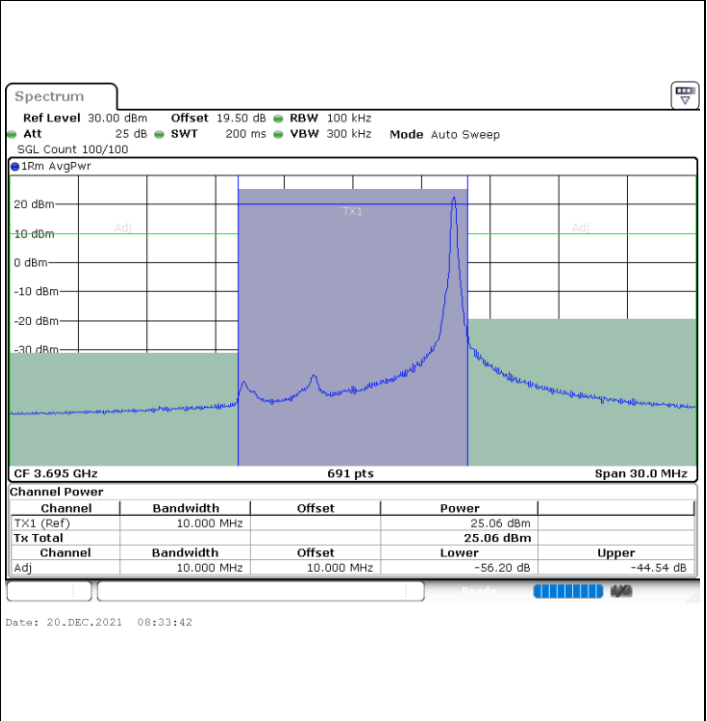 Spectrum
Ref Level 30.00 dBm Offset 19.50 dB RBW 100 kHz
Att 25 dB SWT 200 ms VBW 300 kHz Mode Auto Sweep
SGL Count 100/100
1Rm AvgPwr
20 dBm
TX1
Adj Adj
10 dBm
0 dBm
-10 dBm
-20 dBm
-30 dBm
CF 3.695 GHz 691 pts Span 30.0 MHz
Channel Power
Channel Bandwidth Offset Power
TX1 (Ref) 10.000 MHz 25.06 dBm
Tx Total 25.06 dBm
Channel Bandwidth Offset Lower Upper
Adj 10.000 MHz 10.000 MHz -56.20 dB -44.54 dB
Ready
Date: 20.DEC.2021 08:33:42